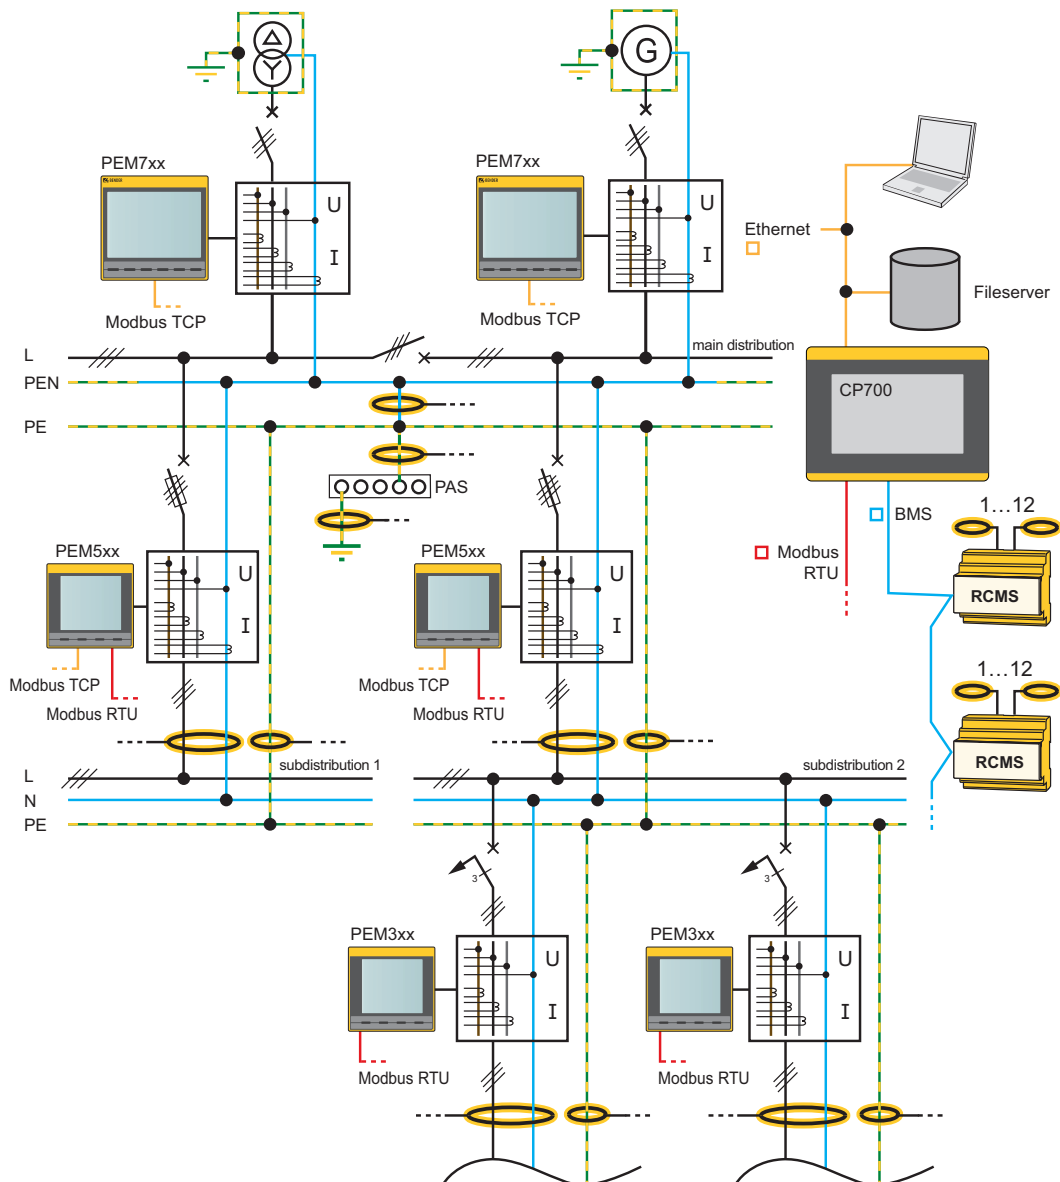 G
PEM7xx
BENDER
U
I
Modbus TCP
PEM7xx
BENDER
U
I
Modbus TCP
Ethernet
Fileserver
L
main distribution
PEN
PE
CP700
PAS
BMS
1...12
RCMS
Modbus
RTU
PEM5xx
U
I
Modbus TCP
Modbus RTU
PEM5xx
U
I
Modbus TCP
Modbus RTU
1...12
RCMS
L
subdistribution 1
subdistribution 2
N
PE
3
3
PEM3xx
U
I
Modbus RTU
PEM3xx
U
I
Modbus RTU